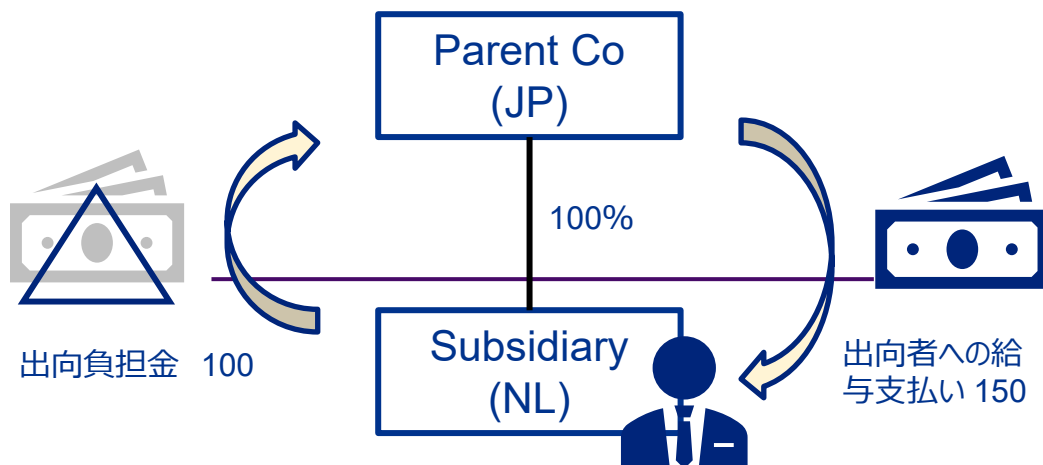 Parent Co
(JP)
100%
出向負担金 100
Subsidiary
(NL)
出向者への給
与支払い 150